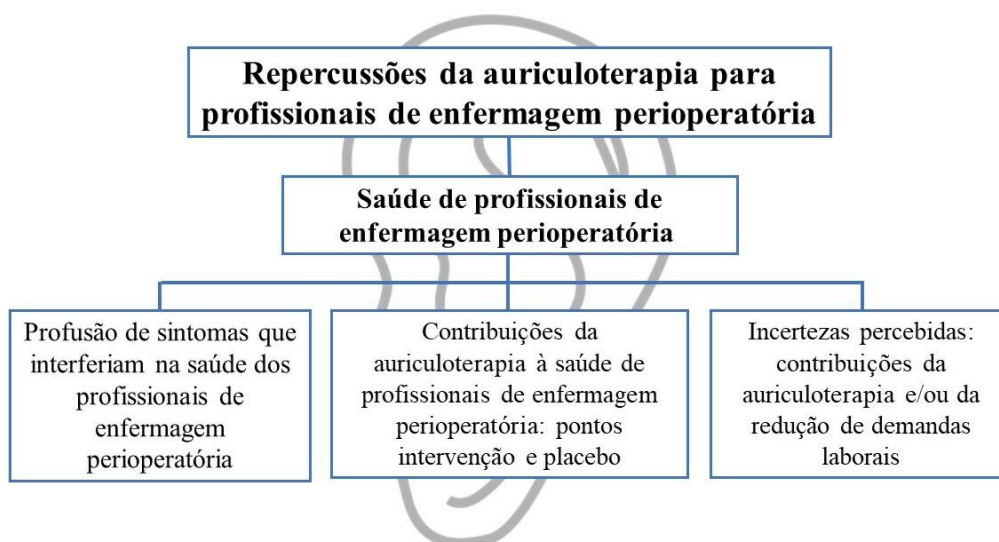 Repercussões da auriculoterapia para
profissionais de enfermagem perioperatória
Saúde de profissionais de
enfermagem perioperatória
Profusão de sintomas que
interferiam na saúde dos
profissionais de
enfermagem
perioperatória
Contribuições da
auriculoterapia à saúde de
profissionais de enfermagem
perioperatória: pontos
intervenção e placebo
Incertezas percebidas:
contribuições da
auriculoterapia e/ou da
redução de demandas
laborais